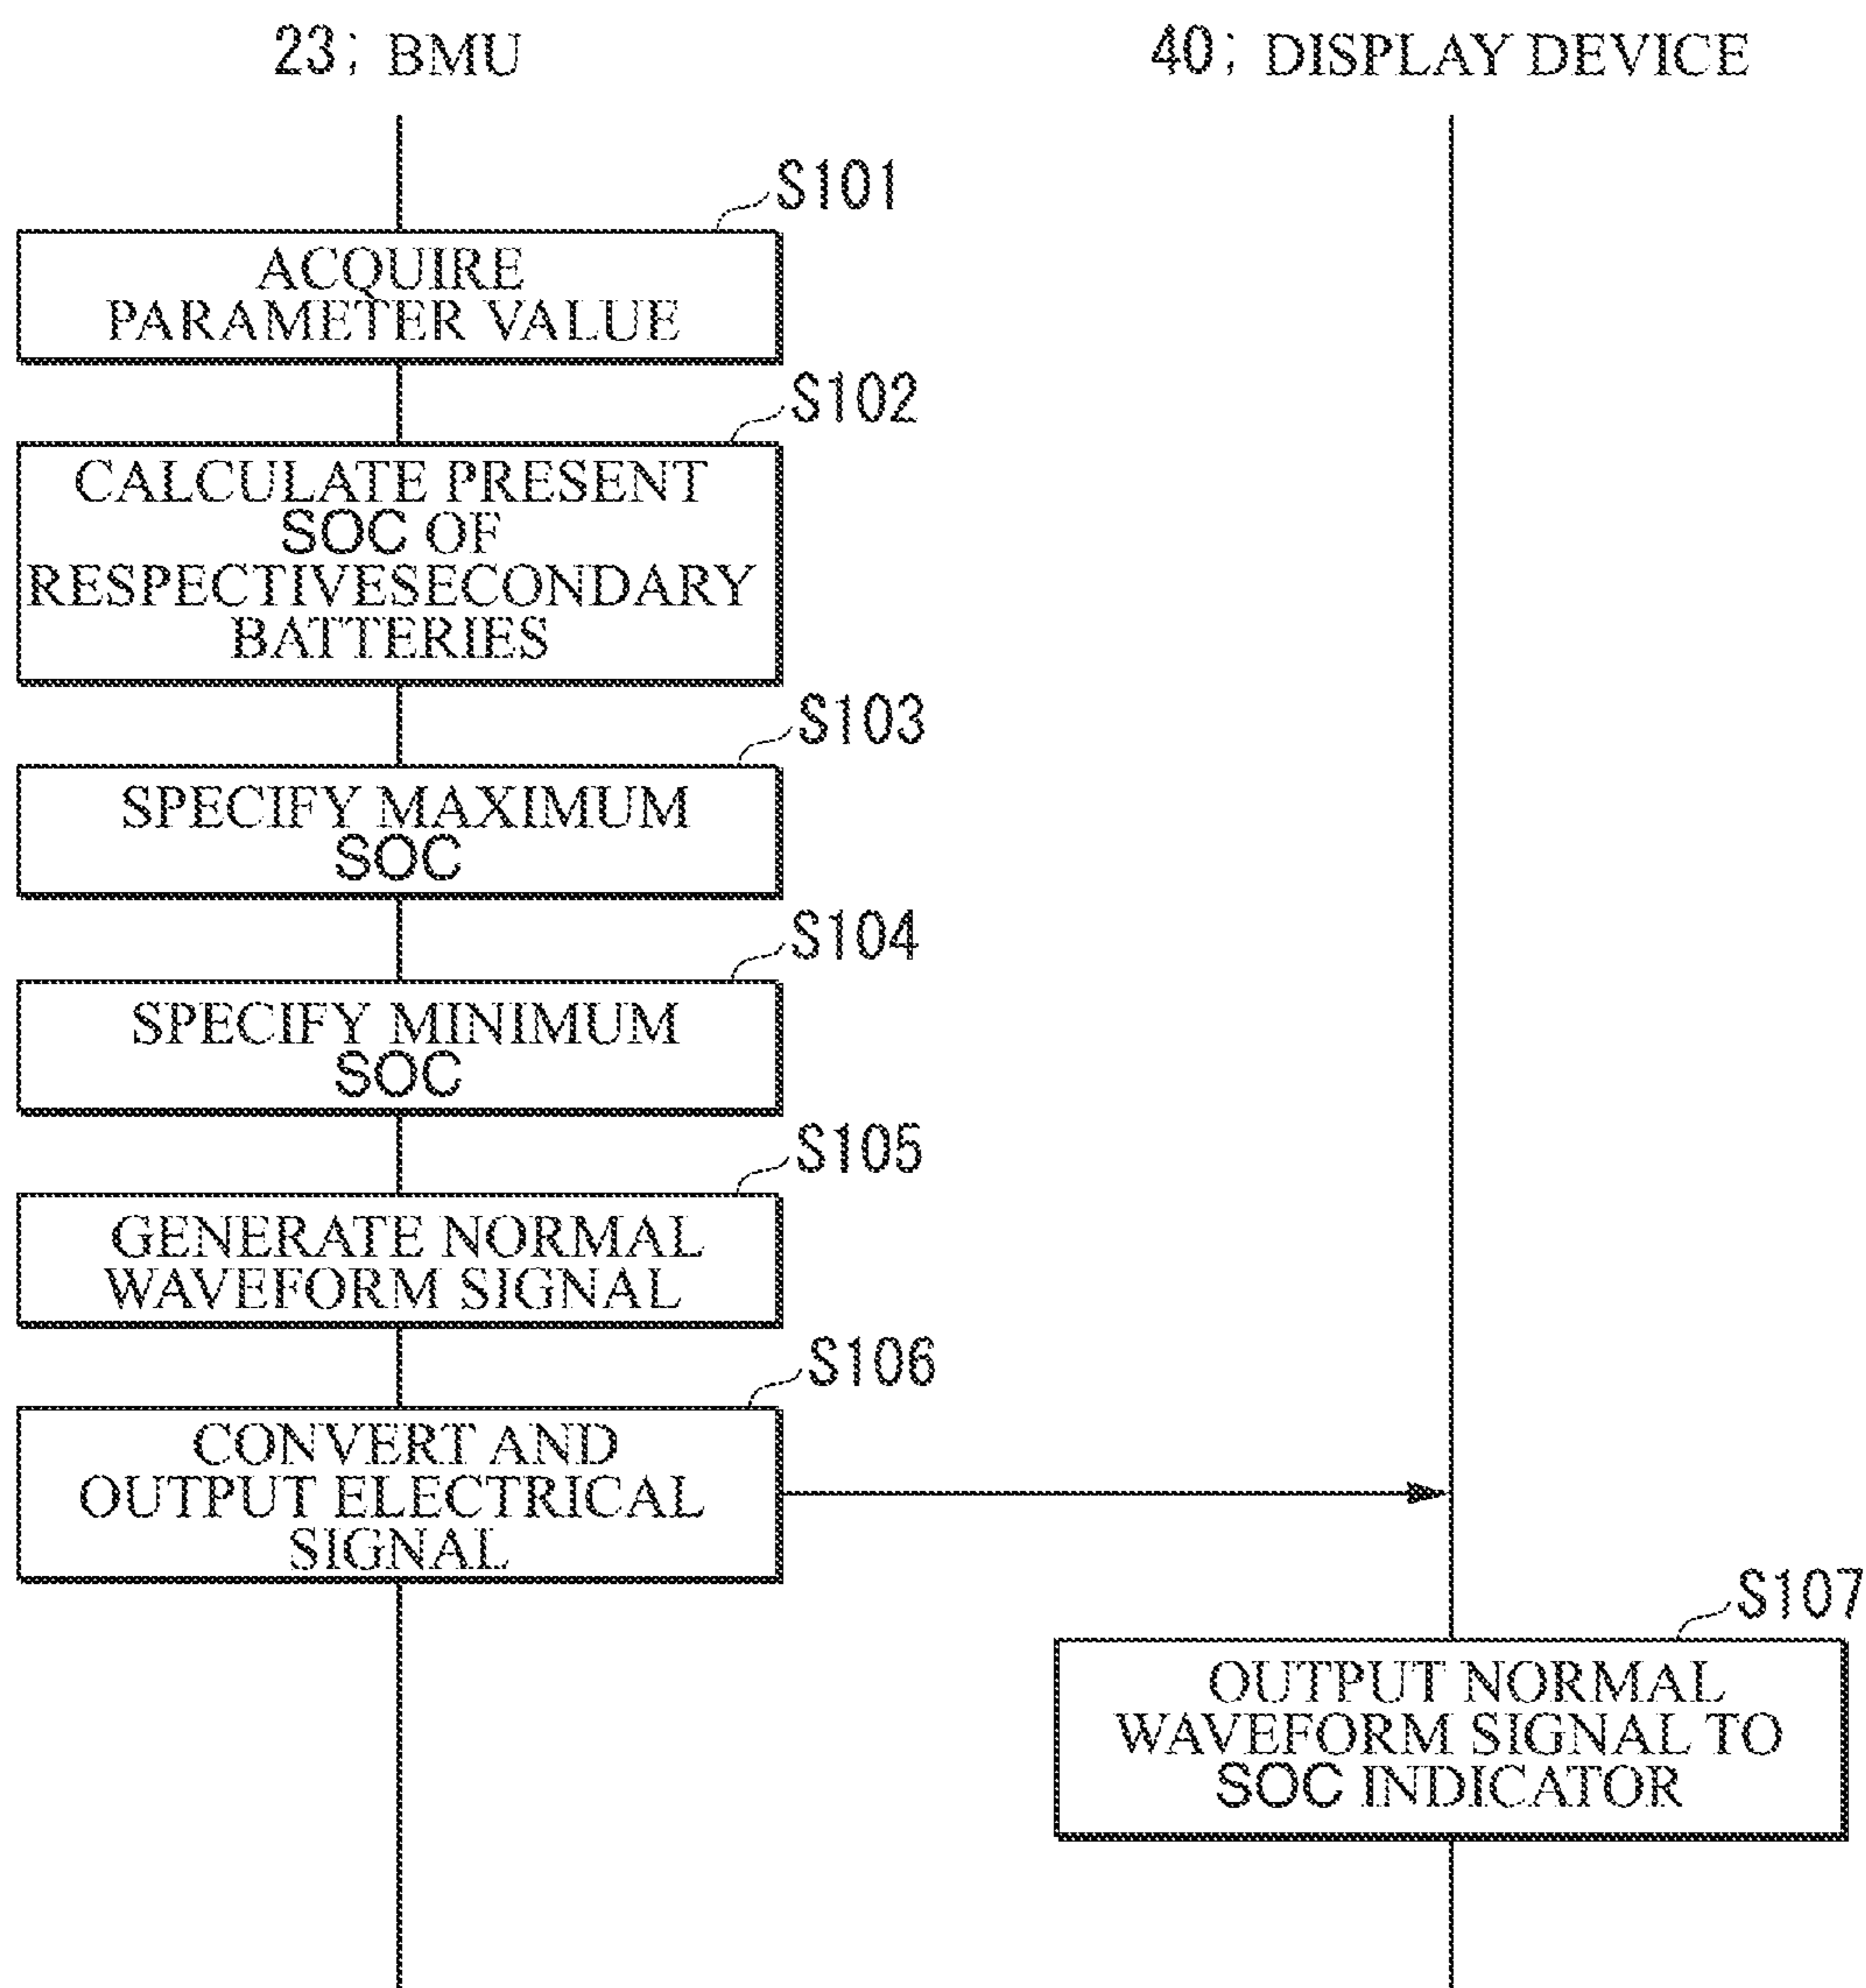 23; BMU
40; DISPLAY DEVICE
S101
ACQUIRE
PARAMETER VALUE
S102
CALCULATE PRESENT
SOC OF
RESPECTIVESECONDARY
BATTERIES
S103
SPECIFY MAXIMUM
SOC
S104
SPECIFY MINIMUM
SOC
S105
GENERATE NORMAL
WAVEFORM SIGNAL
S106
CONVERT AND
OUTPUT ELECTRICAL
SIGNAL
S107
OUTPUT NORMAL
WAVEFORM SIGNAL TO
SOC INDICATOR